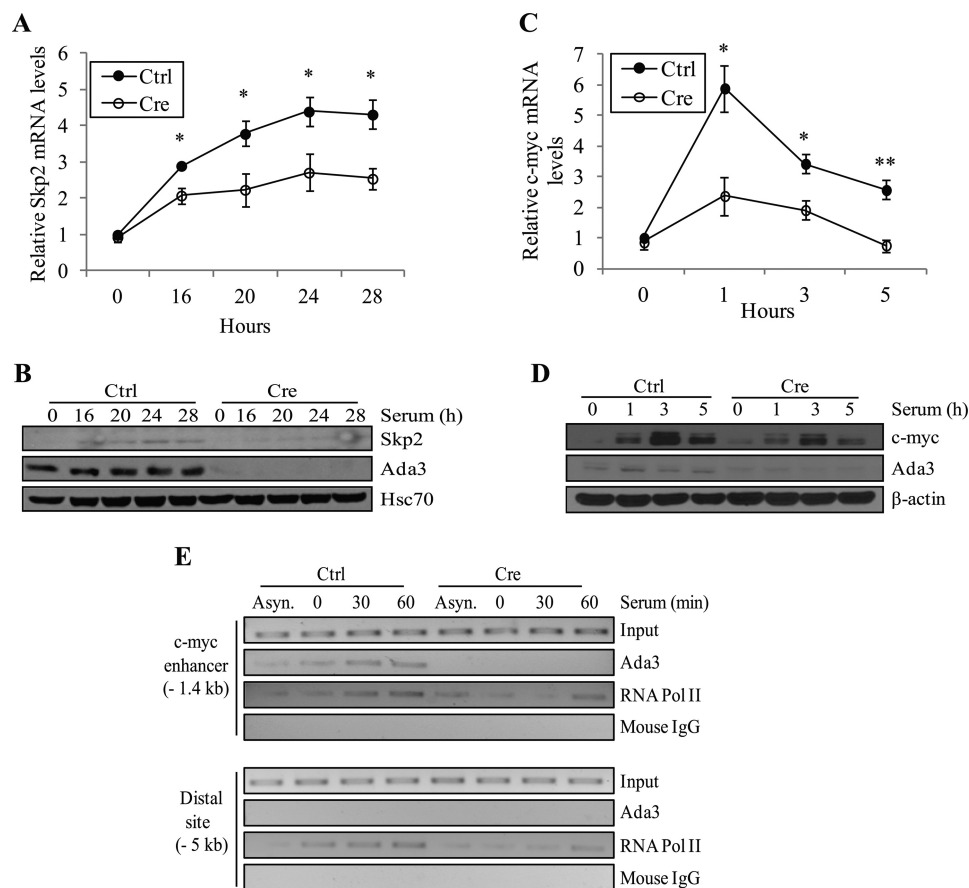 A
Relative Skp2 mRNA levels
6
5
4
3
2
1
0
Ctrl
Cre
*
*
*
*
0 16 20 24 28
Hours
C
Relative c-myc mRNA
levels
7
6
5
4
3
2
1
0
Ctrl
Cre
*
*
**
0 1 3 5
Hours
B
Ctrl Cre
0 16 20 24 28 0 16 20 24 28 Serum (h)
Skp2
Ada3
Hsc70
D
Ctrl Cre
0 1 3 5 0 1 3 5 Serum (h)
c-myc
Ada3
β-actin
E
Ctrl Cre
Asyn. 0 30 60 Asyn. 0 30 60 Serum (min)
c-myc
enhancer
(- 1.4 kb)
Input
Ada3
RNA Pol II
Mouse IgG
Distal
site
(- 5 kb)
Input
Ada3
RNA Pol II
Mouse IgG